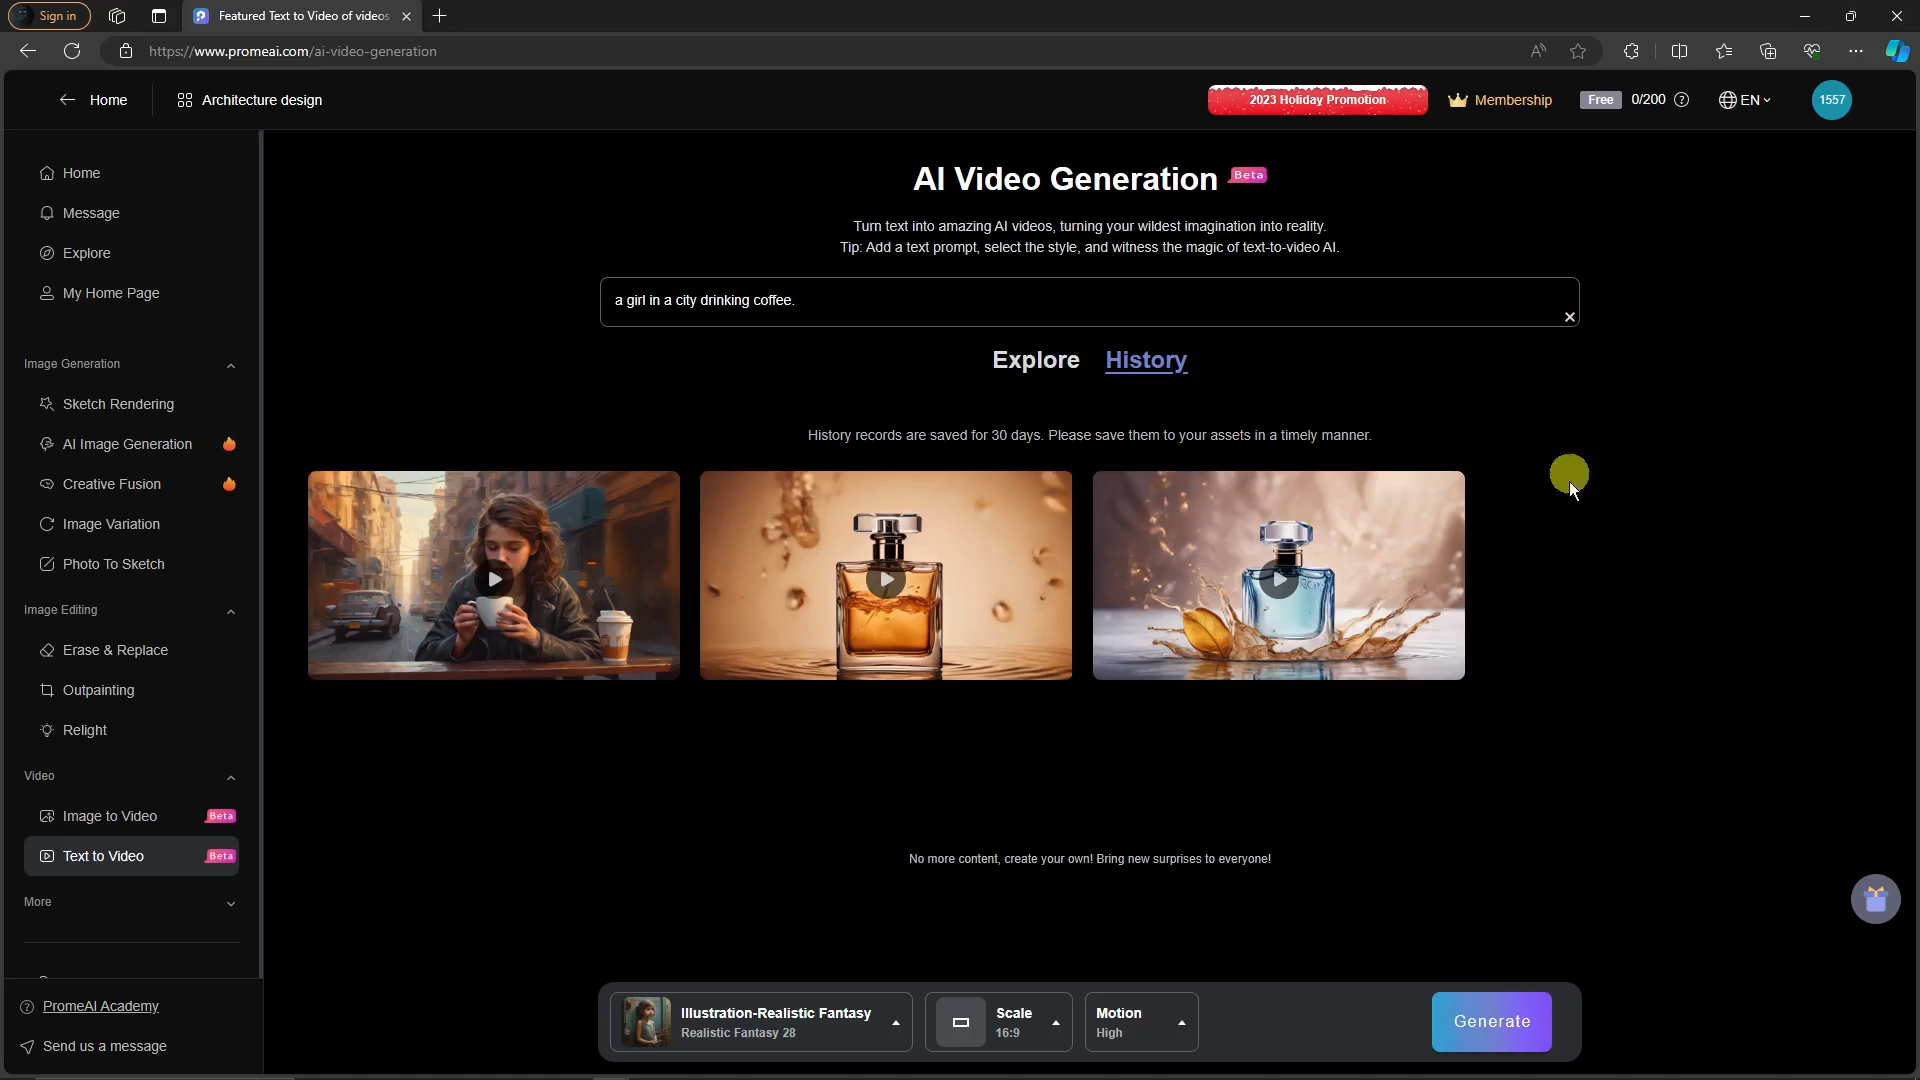 Sign in
Featured Text to Video of videos
https://www.promeai.com/ai-video-generation
Home
Architecture design
2023 Holiday Promotion
Membership
Free
0/200
EN
1557
Home
Message
Explore
My Home Page
Image Generation
Sketch Rendering
AI Image Generation
Creative Fusion
Image Variation
Photo To Sketch
Image Editing
Erase & Replace
Outpainting
Relight
Video
Image to Video Beta
Text to Video Beta
More
PromeAI Academy
Send us a message
AI Video Generation Beta
Turn text into amazing AI videos, turning your wildest imagination into reality.
Tip: Add a text prompt, select the style, and witness the magic of text-to-video AI.
a girl in a city drinking coffee.
Explore History
History records are saved for 30 days. Please save them to your assets in a timely manner.
No more content, create your own! Bring new surprises to everyone!
Illustration-Realistic Fantasy
Realistic Fantasy 28
Scale
16:9
Motion
High
Generate